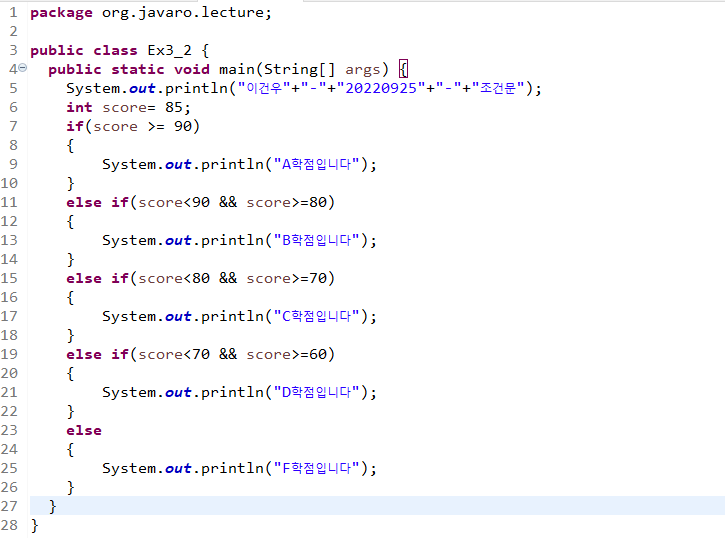 1 package org.javaro.lecture;
2
3 public class Ex3_2 {
4 public static void main(String[] args) {
5 System.out.println("이건우"+"-"+"20220925"+"-"+"조건문");
6 int score= 85;
7 if(score >= 90)
8 {
9 System.out.println("A학점입니다");
10 }
11 else if(score<90 && score>=80)
12 {
13 System.out.println("B학점입니다");
14 }
15 else if(score<80 && score>=70)
16 {
17 System.out.println("C학점입니다");
18 }
19 else if(score<70 && score>=60)
20 {
21 System.out.println("D학점입니다");
22 }
23 else
24 {
25 System.out.println("F학점입니다");
26 }
27 }
28 }